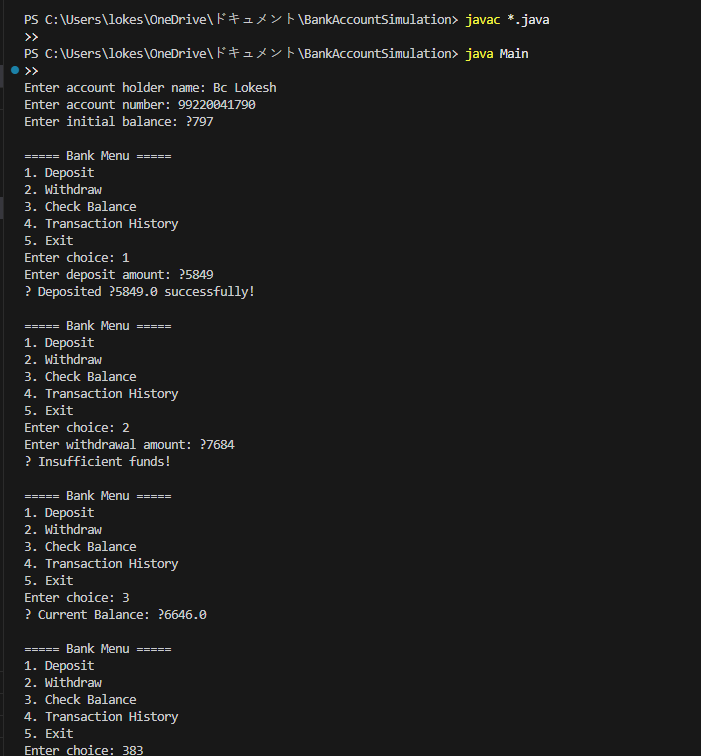 PS C:\Users\lokes\OneDrive\ドキュメント\BankAccountSimulation> javac *.java
>>
PS C:\Users\lokes\OneDrive\ドキュメント\BankAccountSimulation> java Main
>>
Enter account holder name: Bc Lokesh
Enter account number: 99220041790
Enter initial balance: ?797

===== Bank Menu =====
1. Deposit
2. Withdraw
3. Check Balance
4. Transaction History
5. Exit
Enter choice: 1
Enter deposit amount: ?5849
? Deposited ?5849.0 successfully!

===== Bank Menu =====
1. Deposit
2. Withdraw
3. Check Balance
4. Transaction History
5. Exit
Enter choice: 2
Enter withdrawal amount: ?7684
? Insufficient funds!

===== Bank Menu =====
1. Deposit
2. Withdraw
3. Check Balance
4. Transaction History
5. Exit
Enter choice: 3
? Current Balance: ?6646.0

===== Bank Menu =====
1. Deposit
2. Withdraw
3. Check Balance
4. Transaction History
5. Exit
Enter choice: 383